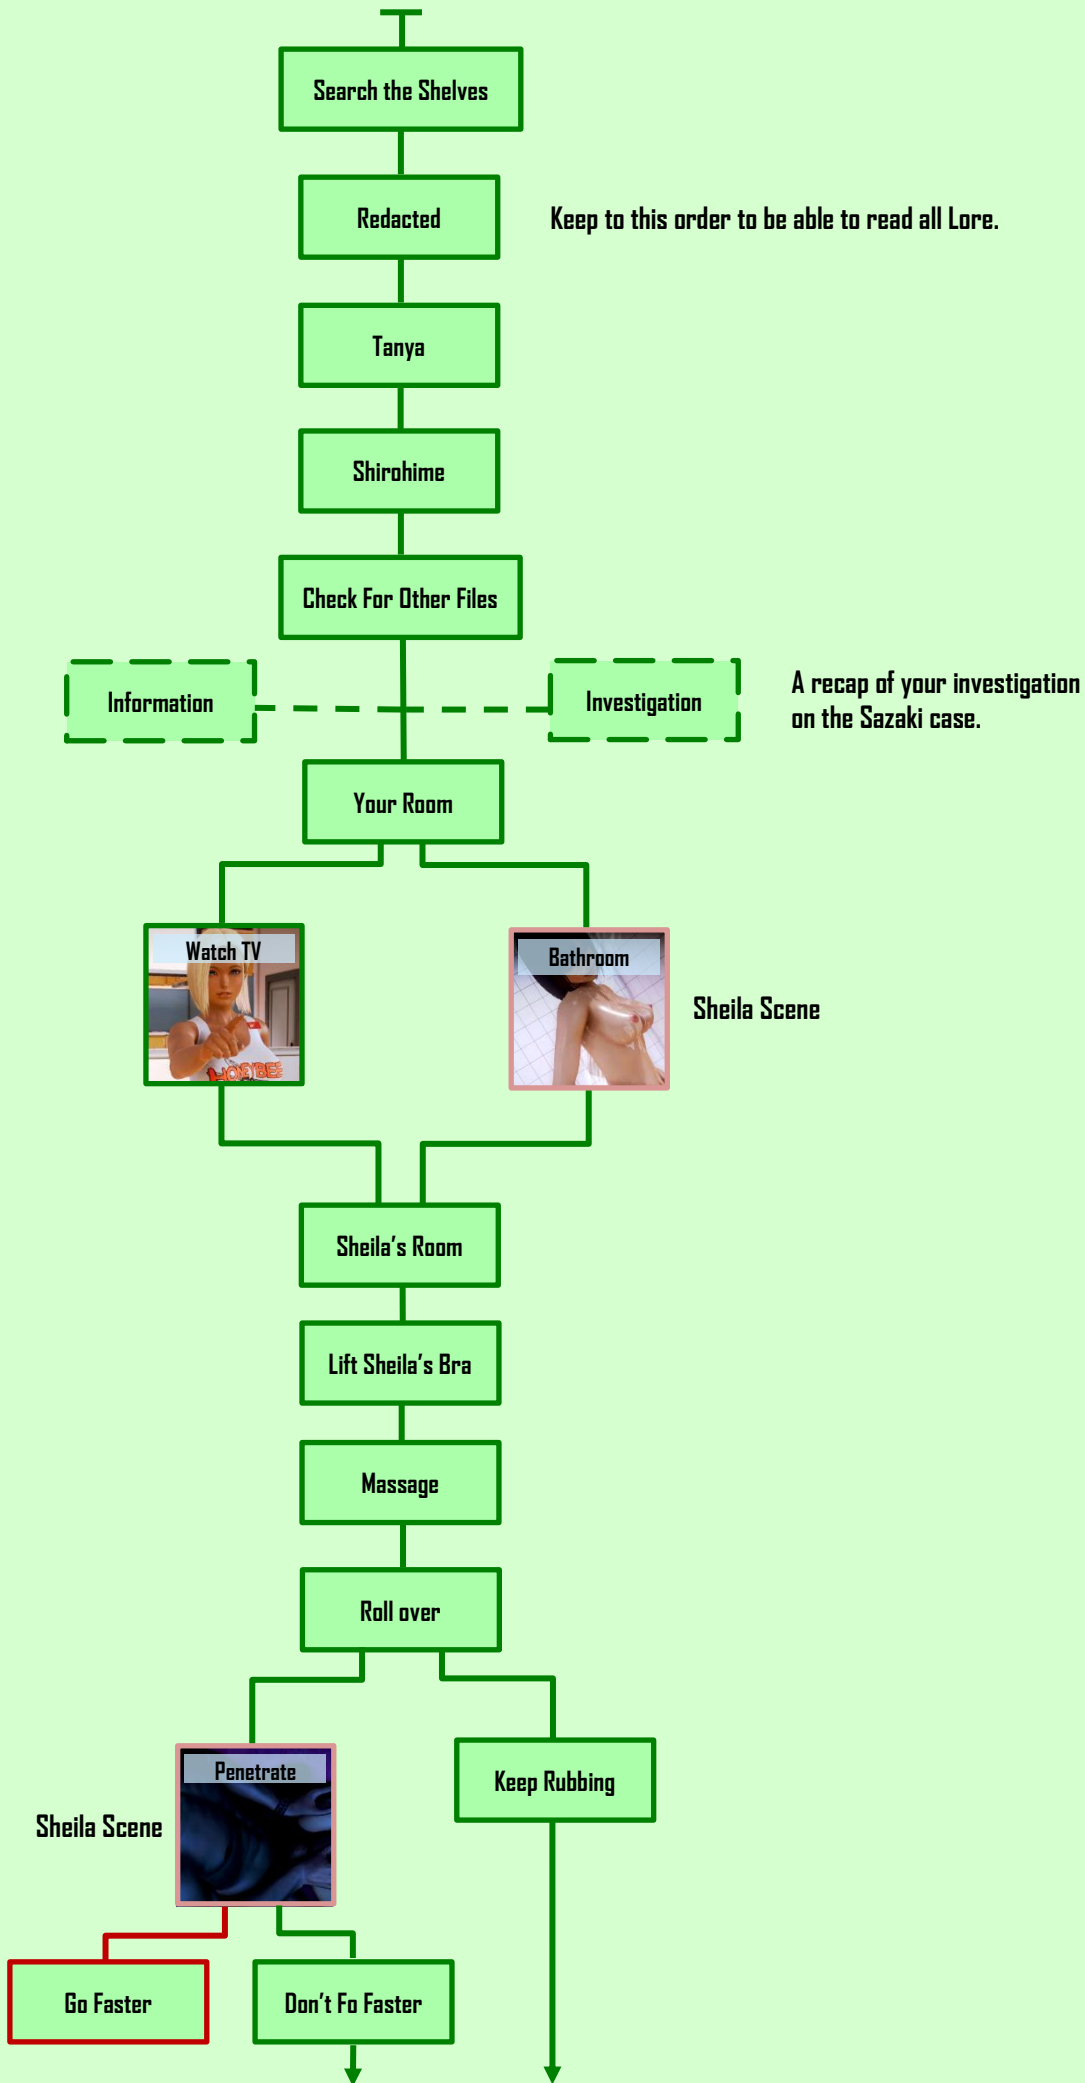 Search the Shelves
Redacted
Keep to this order to be able to read all Lore.
Tanya
Shirohime
Check For Other Files
Information
Investigation
A recap of your investigation
on the Sazaki case.
Your Room
Watch TV
HONEYBEE
Bathroom
Sheila Scene
Sheila's Room
Lift Sheila's Bra
Massage
Roll over
Penetrate
Sheila Scene
Keep Rubbing
Go Faster
Don't Fo Faster